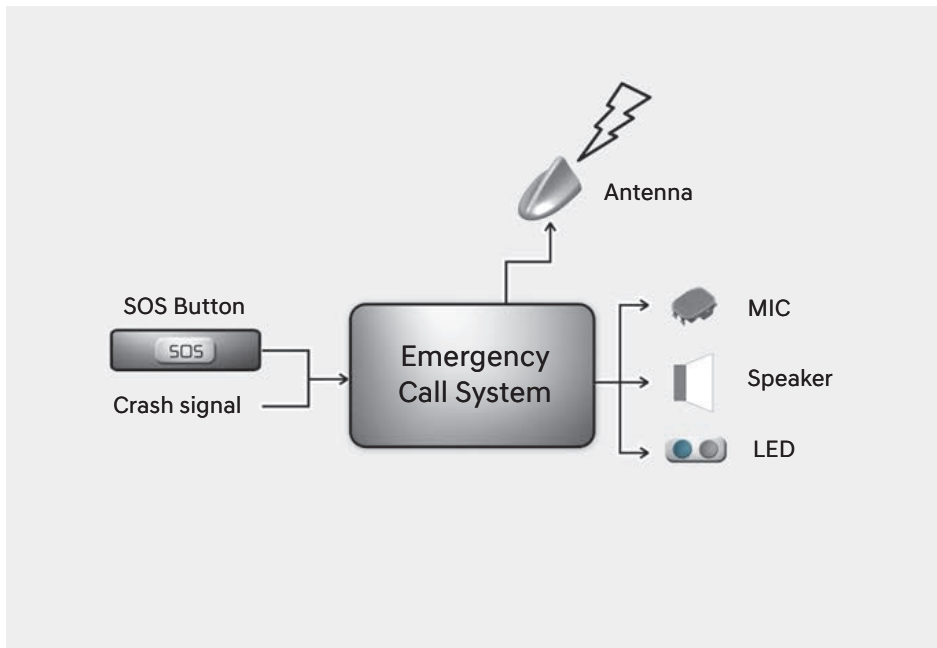 Antenna
SOS Button
SOS
Crash signal
Emergency
Call System
MIC
Speaker
LED